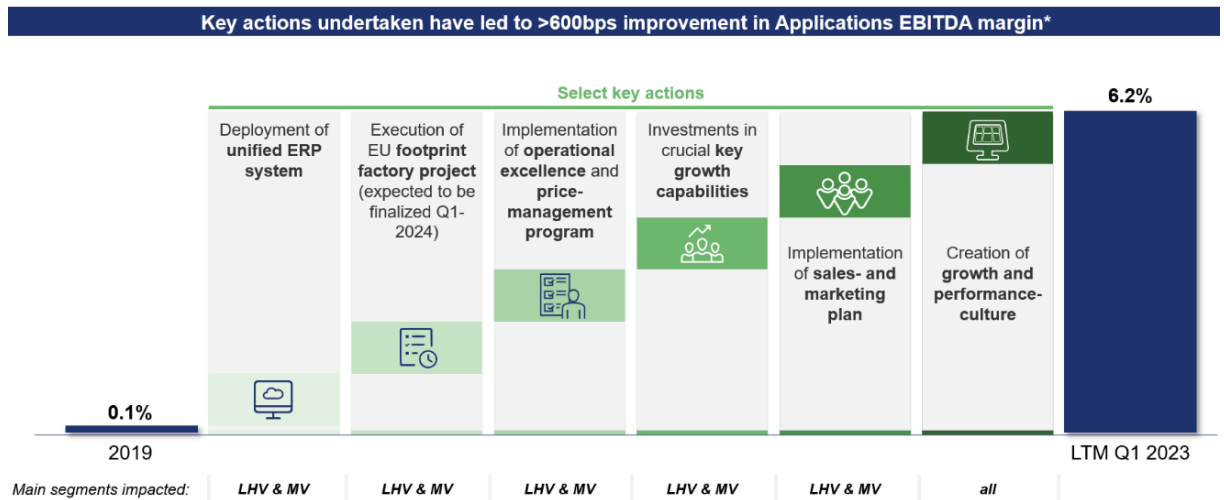 Key actions undertaken have led to >600bps improvement in Applications EBITDA margin*
Select key actions
6.2%
Deployment of
unified ERP
system
Execution of
EU footprint
factory project
(expected to be
finalized Q1-
2024)
Implementation
of operational
excellence and
price-
management
program
Investments in
crucial key
growth
capabilities
Implementation
of sales- and
marketing
plan
Creation of
growth and
performance-
culture
0.1%
2019
LTM Q1 2023
Main segments impacted:
LHV & MV
LHV & MV
LHV & MV
LHV & MV
LHV & MV
all